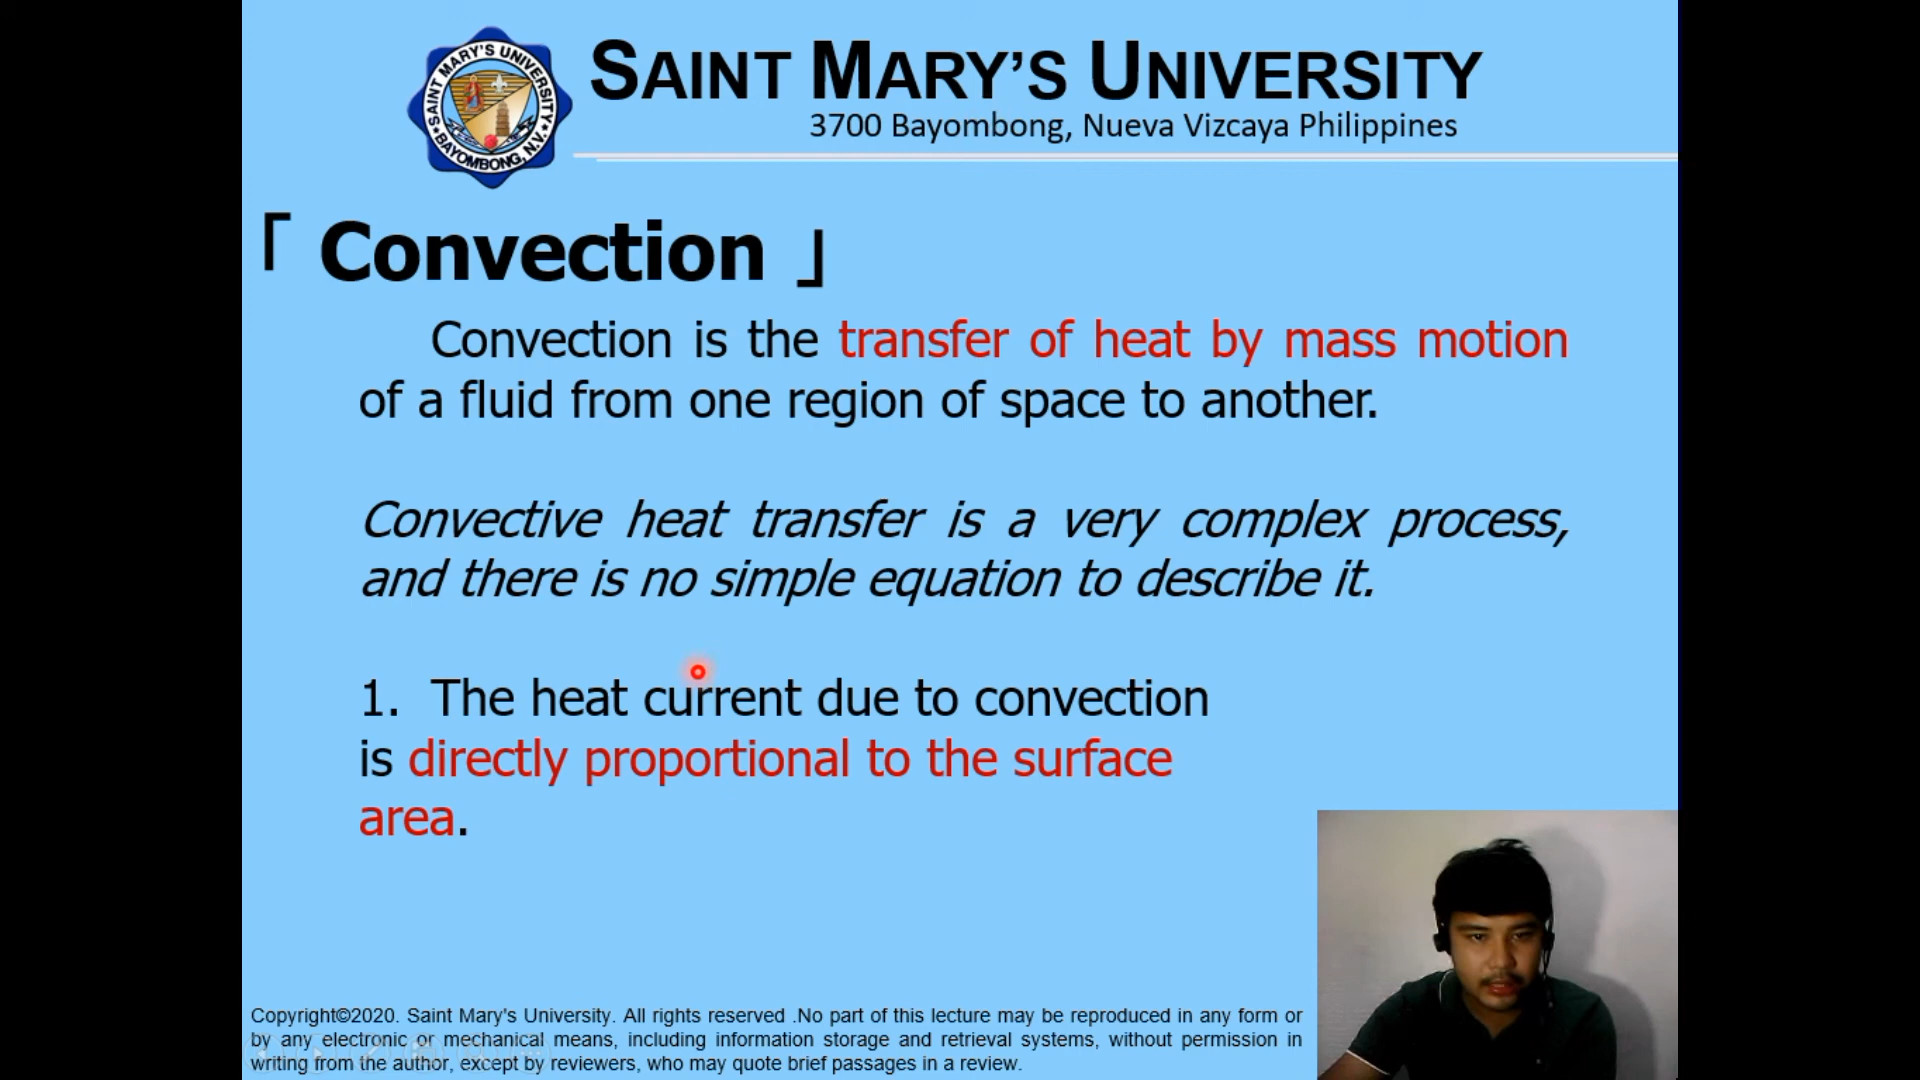 SAINT MARY'S UNIVERSITY
BAYOMBONG, N.V.
SAINT MARY'S UNIVERSITY
3700 Bayombong, Nueva Vizcaya Philippines
「 Convection 」
Convection is the transfer of heat by mass motion
of a fluid from one region of space to another.
Convective heat transfer is a very complex process,
and there is no simple equation to describe it.
1. The heat current due to convection
is directly proportional to the surface
area.
Copyright©2020. Saint Mary's University. All rights reserved .No part of this lecture may be reproduced in any form or
by any electronic or mechanical means, including information storage and retrieval systems, without permission in
writing from the author, except by reviewers, who may quote brief passages in a review.